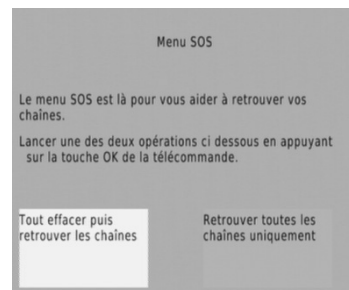 Menu SOS
Le menu SOS est là pour vous aider à retrouver vos
chaînes.
Lancer une des deux opérations ci dessous en appuyant
sur la touche OK de la télécommande.
Tout effacer puis
retrouver les chaînes
Retrouver toutes les
chaînes uniquement